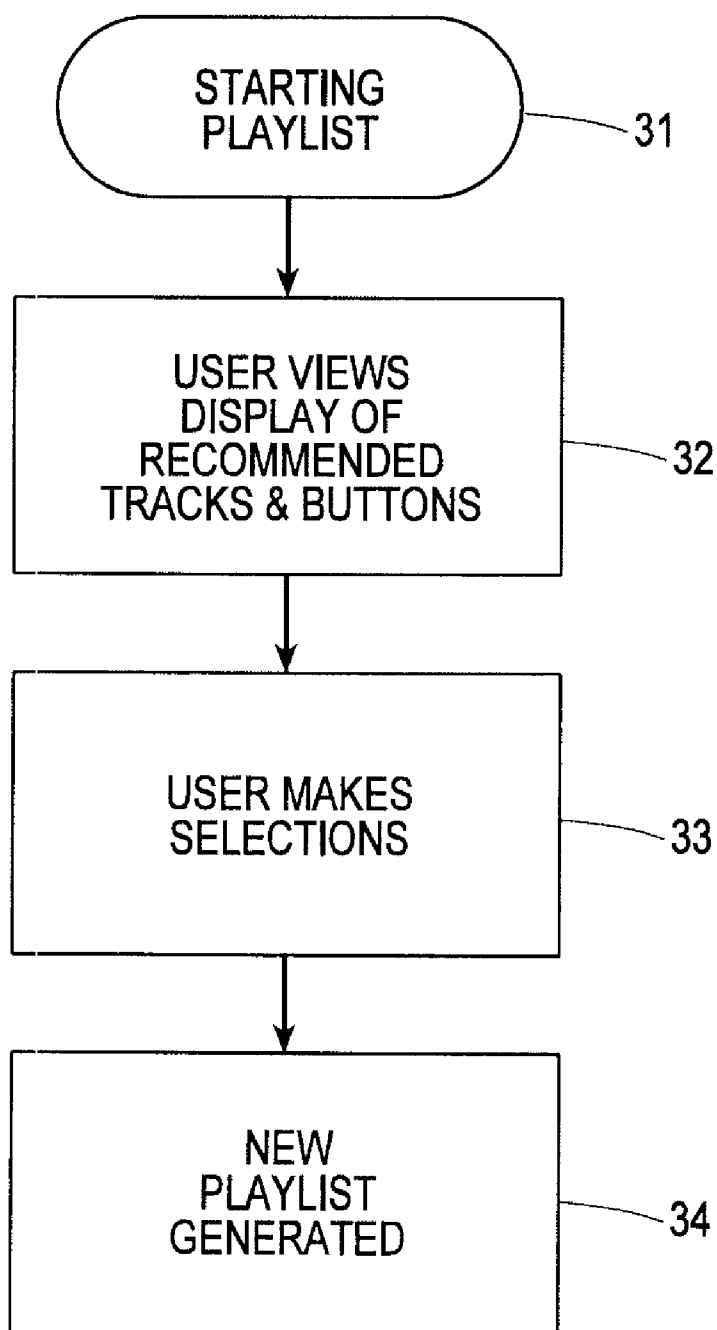 STARTING
PLAYLIST
31
USER VIEWS
DISPLAY OF
RECOMMENDED
TRACKS & BUTTONS
32
USER MAKES
SELECTIONS
33
NEW
PLAYLIST
GENERATED
34